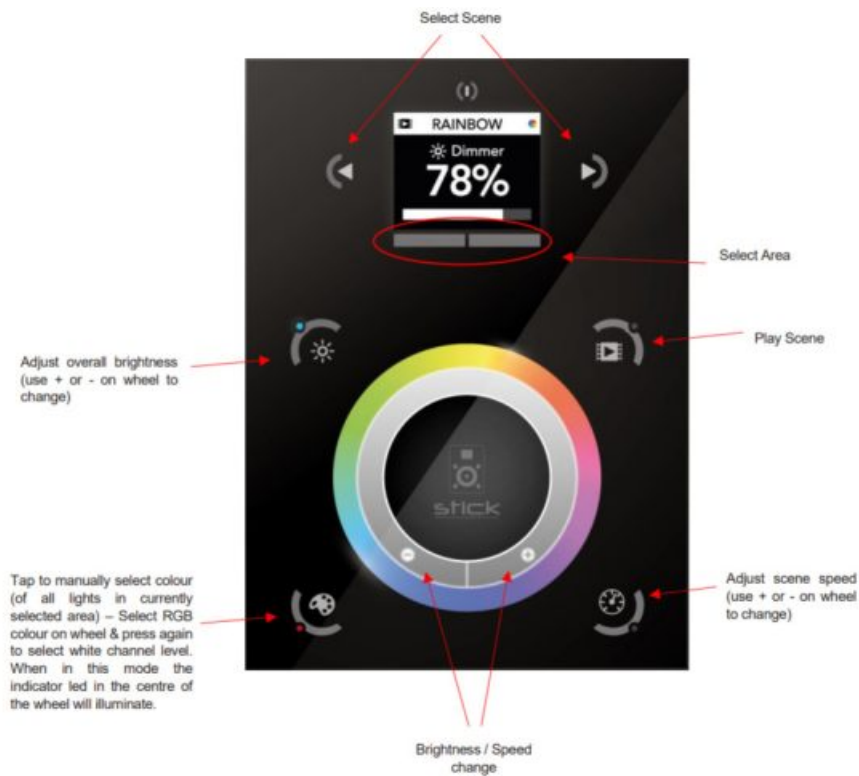 Select Scene
RAINBOW
Dimmer
78%
Select Area
Play Scene
Adjust overall brightness
(use + or - on wheel to
change)
stick
Tap to manually select colour
(of all lights in currently
selected area) – Select RGB
colour on wheel & press again
to select white channel level.
When in this mode the
indicator led in the centre of
the wheel will illuminate.
Adjust scene speed
(use + or - on wheel
to change)
Brightness / Speed
change